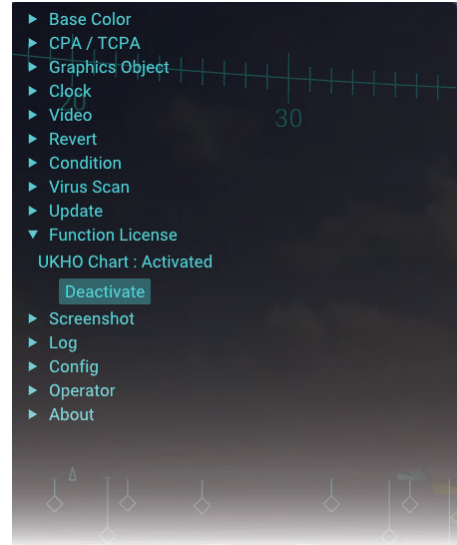 Base Color
CPA / TCPA
Graphics Object
Clock
20
Video
30
Revert
Condition
Virus Scan
Update
Function License
UKHO Chart : Activated
Deactivate
Screenshot
Log
Config
Operator
About